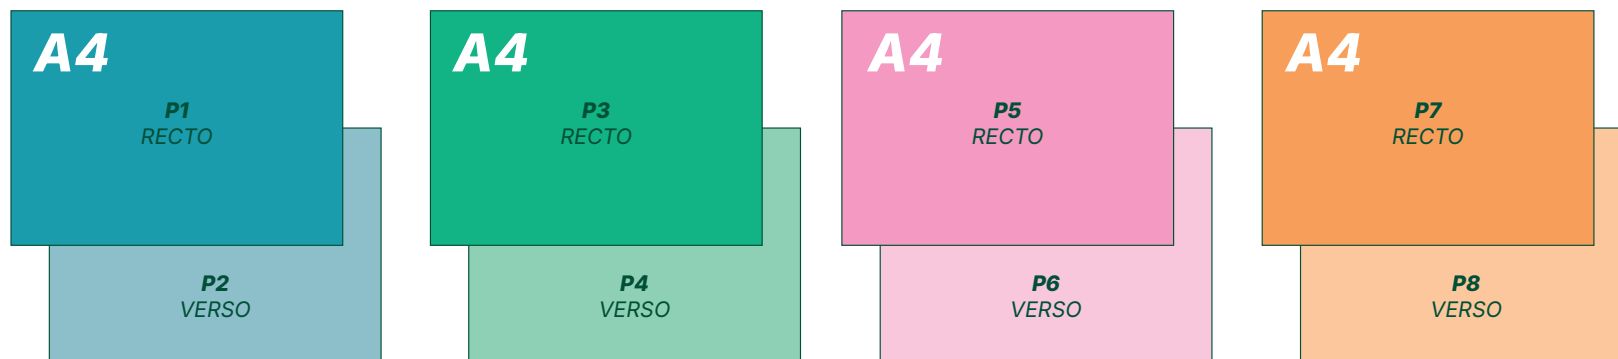 A4
P1
RECTO
P2
VERSO
A4
P3
RECTO
P4
VERSO
A4
P5
RECTO
P6
VERSO
A4
P7
RECTO
P8
VERSO